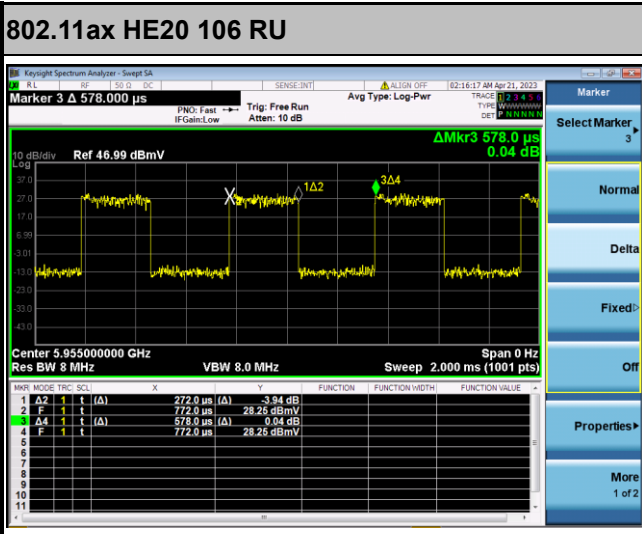 802.11ax HE20 106 RU
Keysight Spectrum Analyzer - Swept SA
RL RF 50 Ω DC SENSE:INT ALIGN OFF 02:16:17 AM Apr 21, 2023
Marker 3 Δ 578.000 µs
PNO: Fast
IFGain:Low
Trig: Free Run
Atten: 10 dB
Avg Type: Log-Pwr
TRACE 1 2 3 4 5 6
TYPE WWWWWW
DET P N N N N N
ΔMkr3 578.0 µs
0.04 dB
10 dB/div Ref 46.99 dBmV
Log
37.0
27.0
17.0
6.99
-3.01
-13.0
-23.0
-33.0
-43.0
X2
1Δ2
3Δ4
Center 5.955000000 GHz Span 0 Hz
Res BW 8 MHz VBW 8.0 MHz Sweep 2.000 ms (1001 pts)
MKR MODE TRC SCL X Y FUNCTION FUNCTION WIDTH FUNCTION VALUE
1 Δ2 1 t (Δ) 272.0 µs (Δ) -3.94 dB
2 F 1 t 772.0 µs 28.25 dBmV
3 Δ4 1 t (Δ) 578.0 µs (Δ) 0.04 dB
4 F 1 t 772.0 µs 28.25 dBmV
5
6
7
8
9
10
11
Marker
Select Marker
3
Normal
Delta
Fixed
Off
Properties
More
1 of 2